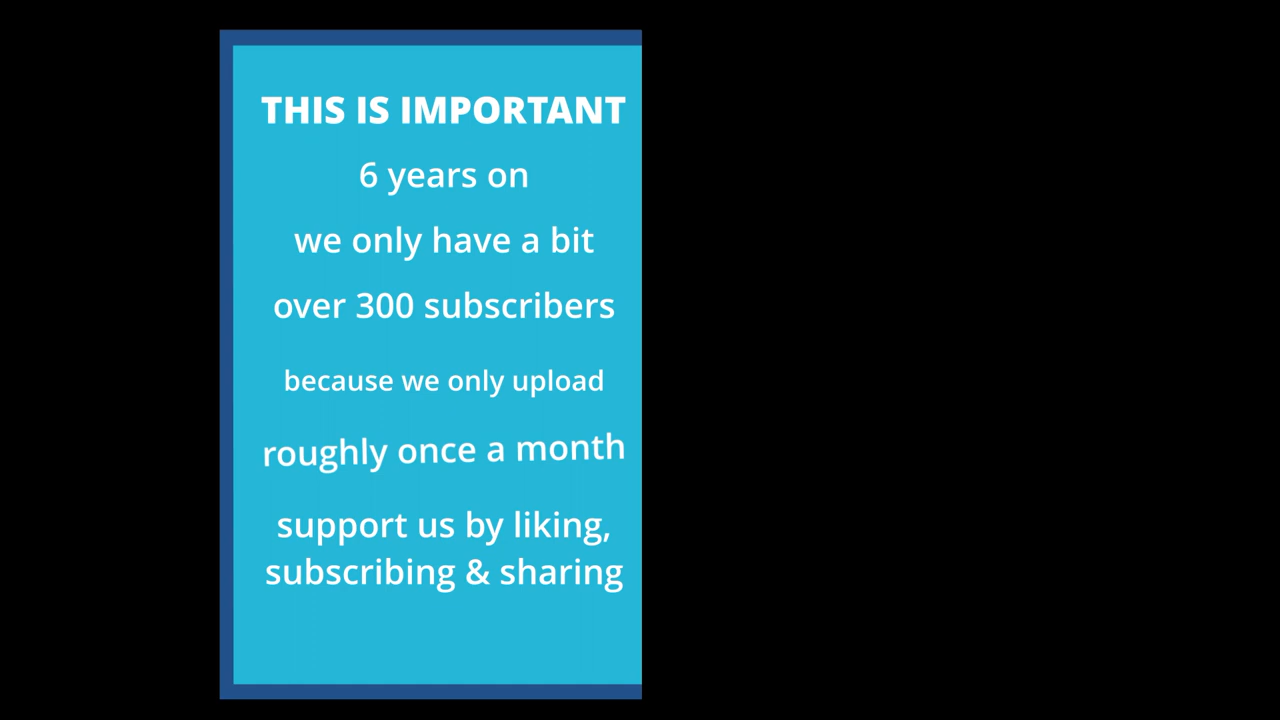 THIS IS IMPORTANT
6 years on
we only have a bit
over 300 subscribers
because we only upload
roughly once a month
support us by liking,
subscribing & sharing